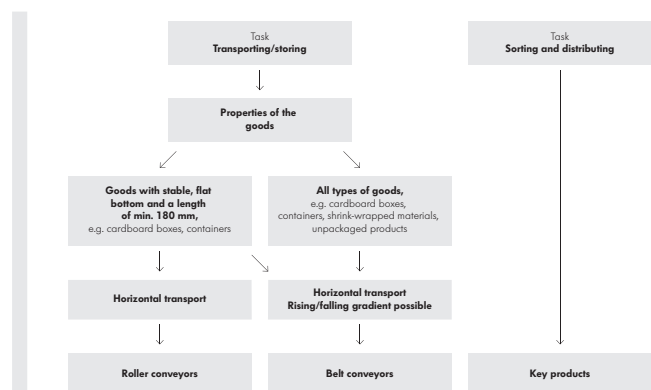 Task
Transporting/storing
Task
Sorting and distributing
Properties of the
goods
Goods with stable, flat
bottom and a length
of min. 180 mm,
e.g. cardboard boxes, containers
All types of goods,
e.g. cardboard boxes,
containers, shrink-wrapped materials,
unpackaged products
Horizontal transport
Horizontal transport
Rising/falling gradient possible
Roller conveyors
Belt conveyors
Key products